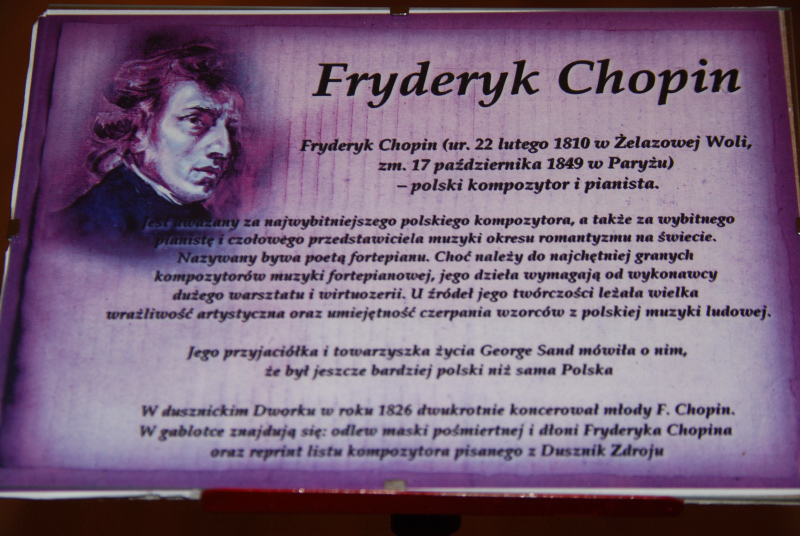 Fryderyk Chopin
Fryderyk Chopin (ur. 22 lutego 1810 w Żelazowej Woli,
zm. 17 października 1849 w Paryżu)
– polski kompozytor i pianista.
Jest uważany za najwybitniejszego polskiego kompozytora, a także za wybitnego
pianistę i czołowego przedstawiciela muzyki okresu romantyzmu na świecie.
Nazywany bywa poetą fortepianu. Choć należy do najchętniej granych
kompozytorów muzyki fortepianowej, jego dzieła wymagają od wykonawcy
dużego warsztatu i wirtuozerii. U źródeł jego twórczości leżała wielka
wrażliwość artystyczna oraz umiejętność czerpania wzorców z polskiej muzyki ludowej.
Jego przyjaciółka i towarzyszka życia George Sand mówiła o nim,
że był jeszcze bardziej polski niż sama Polska
W dusznickim Dworku w roku 1826 dwukrotnie koncerował młody F. Chopin.
W gablotce znajdują się: odlew maski pośmiertnej i dłoni Fryderyka Chopina
oraz reprint listu kompozytora pisanego z Dusznik Zdroju